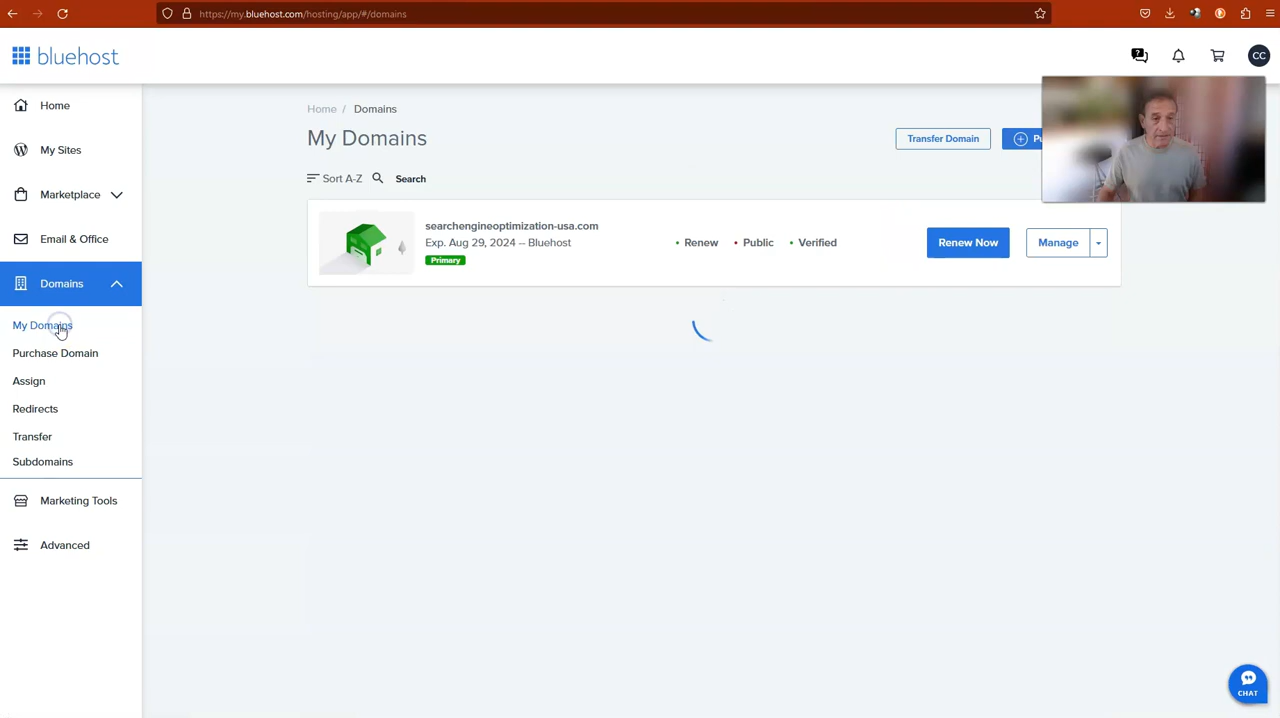 https://my.bluehost.com/hosting/app/#/domains
bluehost
CC
Home
My Sites
Marketplace
Email & Office
Domains
My Domains
Purchase Domain
Assign
Redirects
Transfer
Subdomains
Marketing Tools
Advanced
Home / Domains
My Domains
Transfer Domain
Sort A-Z
Search
searchengineoptimization-usa.com
Exp. Aug 29, 2024 -- Bluehost
Primary
Renew
Public
Verified
Renew Now
Manage
CHAT